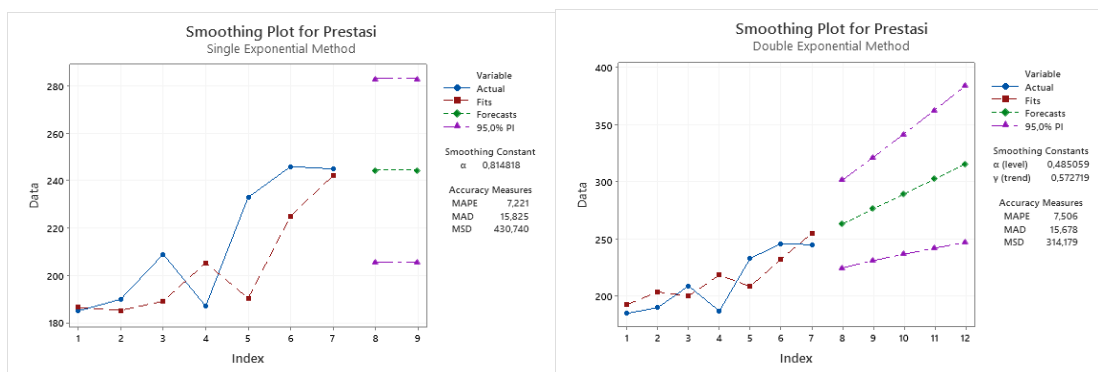 Smoothing Plot for Prestasi
Single Exponential Method
280
260
240
220
200
180
Data
1 2 3 4 5 6 7 8 9
Index
Variable
Actual
Fits
Forecasts
95,0% PI
Smoothing Constant
α 0,814818
Accuracy Measures
MAPE 7,221
MAD 15,825
MSD 430,740
Smoothing Plot for Prestasi
Double Exponential Method
400
350
300
250
200
Data
1 2 3 4 5 6 7 8 9 10 11 12
Index
Variable
Actual
Fits
Forecasts
95,0% PI
Smoothing Constants
α (level) 0,485059
γ (trend) 0,572719
Accuracy Measures
MAPE 7,506
MAD 15,678
MSD 314,179